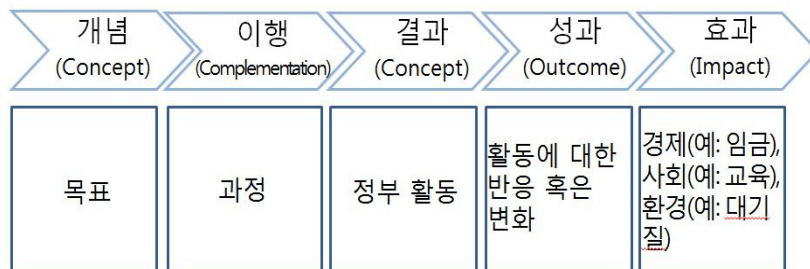 개념
(Concept)
이행
(Complementation)
결과
(Concept)
성과
(Outcome)
효과
(Impact)
목표
과정
정부 활동
활동에 대한
반응 혹은
변화
경제(예: 임금),
사회(예: 교육),
환경(예: 대기
질)